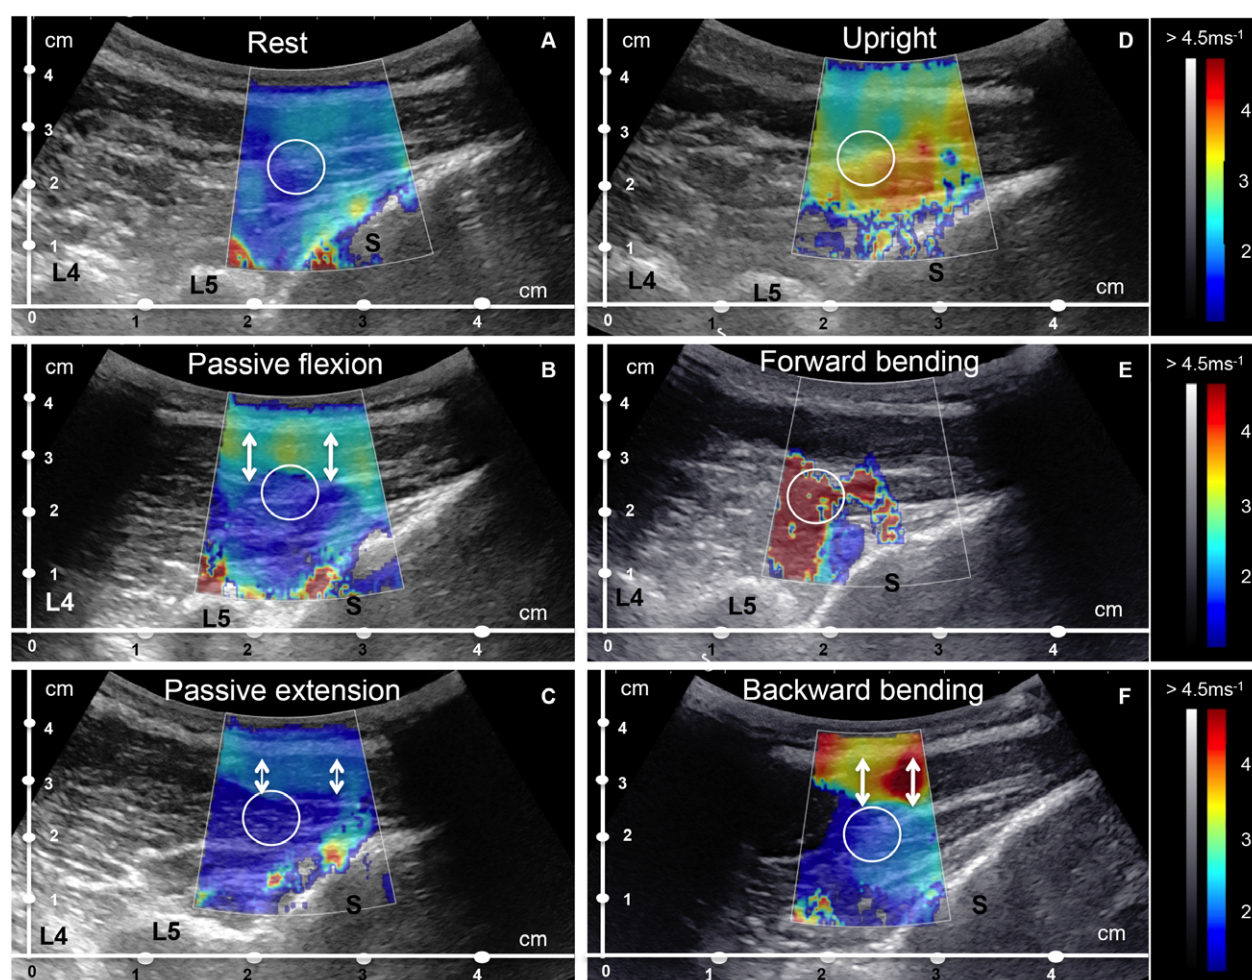 cm
Rest
A
4
3
2
1
S
L4
L5
cm
0
1
2
3
4
cm
Upright
D
4
3
2
1
S
L4
L5
cm
0
1
2
3
4
> 4.5ms⁻¹
4
3
2
cm
Passive flexion
B
4
3
2
1
L4
L5
S
cm
0
1
2
3
4
cm
Forward bending
E
4
3
2
1
S
L4
L5
cm
0
1
2
3
4
> 4.5ms⁻¹
4
3
2
cm
Passive extension
C
4
3
2
1
S
L4
L5
cm
0
1
2
3
4
cm
Backward bending
F
4
3
2
1
S
0
1
2
3
4
> 4.5ms⁻¹
4
3
2